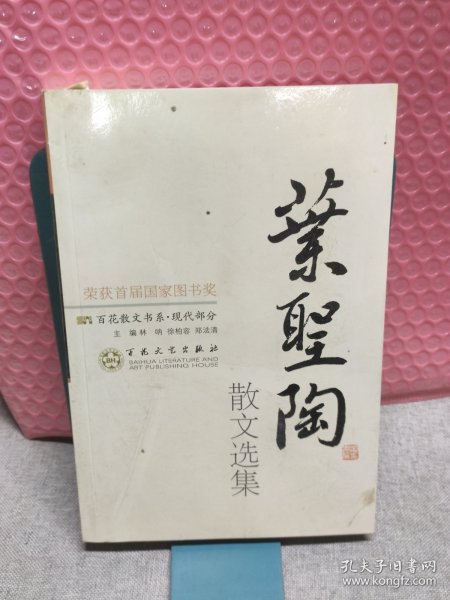 葉聖陶
散文选集
荣获首届国家图书奖
百花散文书系·现代部分
主 编 林 呐 徐柏容 郑法清
BH
百花文艺出版社
BAIHUA LITERATURE AND
ART PUBLISHING HOUSE
孔夫子旧书网
www.kongfz.com